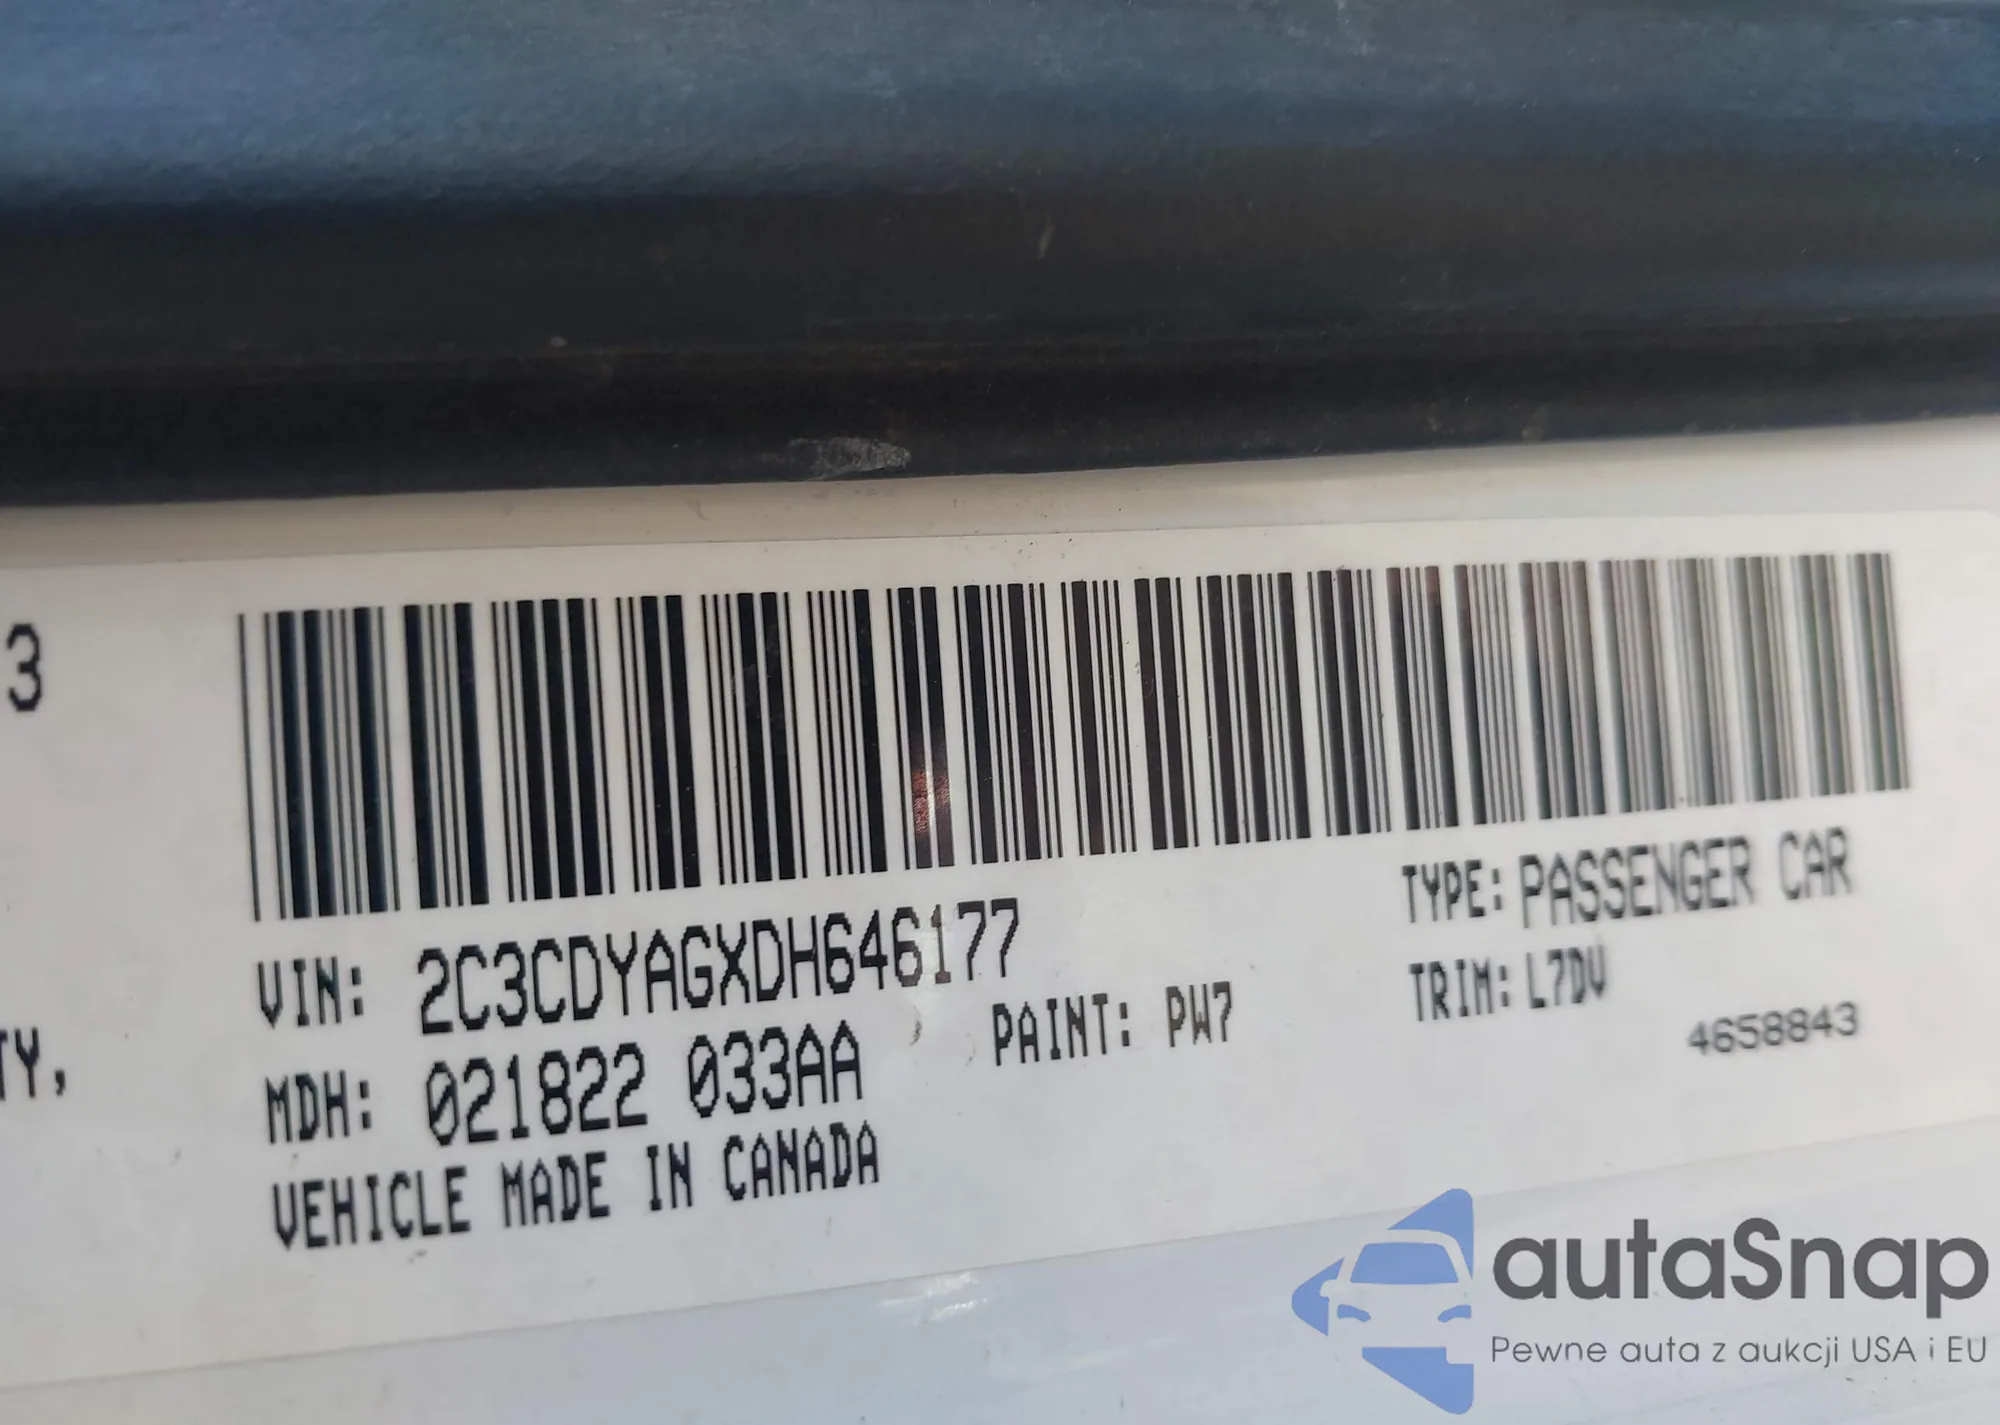 3
TY,
VIN: 2C3CDYAGXDH646177
MDH: 021822 033AA
PAINT: PW7
VEHICLE MADE IN CANADA
TYPE: PASSENGER CAR
TRIM: L7DV
4658843
autaSnap
Pewne auta z aukcji USA i EU